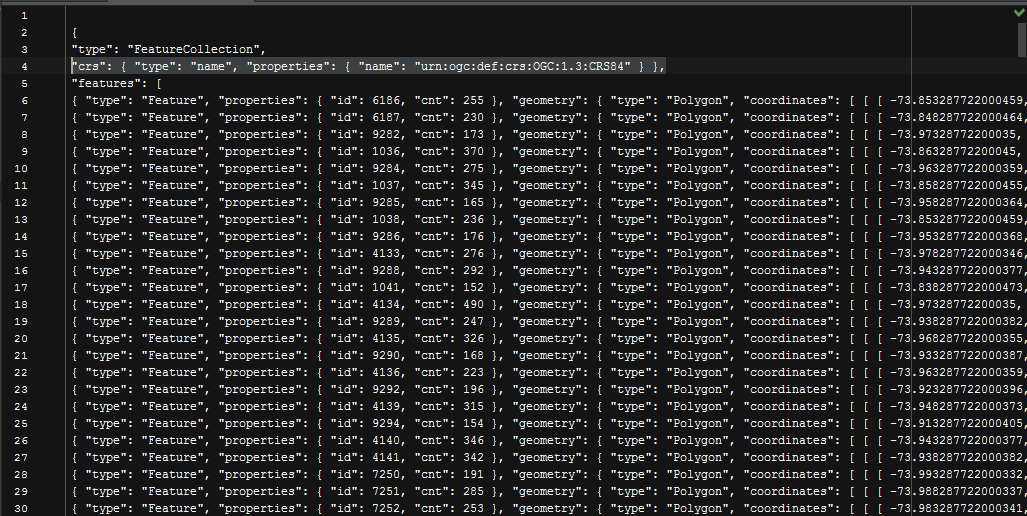 1
2 {
3 "type": "FeatureCollection",
4 "crs": { "type": "name", "properties": { "name": "urn:ogc:def:crs:OGC:1.3:CRS84" } },
5 "features": [
6 { "type": "Feature", "properties": { "id": 6186, "cnt": 255 }, "geometry": { "type": "Polygon", "coordinates": [ [ [ -73.853287722000459,
7 { "type": "Feature", "properties": { "id": 6187, "cnt": 230 }, "geometry": { "type": "Polygon", "coordinates": [ [ [ -73.848287722000464,
8 { "type": "Feature", "properties": { "id": 9282, "cnt": 173 }, "geometry": { "type": "Polygon", "coordinates": [ [ [ -73.97328772200035,
9 { "type": "Feature", "properties": { "id": 1036, "cnt": 370 }, "geometry": { "type": "Polygon", "coordinates": [ [ [ -73.86328772200045,
10 { "type": "Feature", "properties": { "id": 9284, "cnt": 275 }, "geometry": { "type": "Polygon", "coordinates": [ [ [ -73.963287722000359,
11 { "type": "Feature", "properties": { "id": 1037, "cnt": 345 }, "geometry": { "type": "Polygon", "coordinates": [ [ [ -73.858287722000455,
12 { "type": "Feature", "properties": { "id": 9285, "cnt": 165 }, "geometry": { "type": "Polygon", "coordinates": [ [ [ -73.958287722000364,
13 { "type": "Feature", "properties": { "id": 1038, "cnt": 236 }, "geometry": { "type": "Polygon", "coordinates": [ [ [ -73.853287722000459,
14 { "type": "Feature", "properties": { "id": 9286, "cnt": 176 }, "geometry": { "type": "Polygon", "coordinates": [ [ [ -73.953287722000368,
15 { "type": "Feature", "properties": { "id": 4133, "cnt": 276 }, "geometry": { "type": "Polygon", "coordinates": [ [ [ -73.978287722000346,
16 { "type": "Feature", "properties": { "id": 9288, "cnt": 292 }, "geometry": { "type": "Polygon", "coordinates": [ [ [ -73.943287722000377,
17 { "type": "Feature", "properties": { "id": 1041, "cnt": 152 }, "geometry": { "type": "Polygon", "coordinates": [ [ [ -73.838287722000473,
18 { "type": "Feature", "properties": { "id": 4134, "cnt": 490 }, "geometry": { "type": "Polygon", "coordinates": [ [ [ -73.97328772200035,
19 { "type": "Feature", "properties": { "id": 9289, "cnt": 247 }, "geometry": { "type": "Polygon", "coordinates": [ [ [ -73.938287722000382,
20 { "type": "Feature", "properties": { "id": 4135, "cnt": 326 }, "geometry": { "type": "Polygon", "coordinates": [ [ [ -73.968287722000355,
21 { "type": "Feature", "properties": { "id": 9290, "cnt": 168 }, "geometry": { "type": "Polygon", "coordinates": [ [ [ -73.933287722000387,
22 { "type": "Feature", "properties": { "id": 4136, "cnt": 223 }, "geometry": { "type": "Polygon", "coordinates": [ [ [ -73.963287722000359,
23 { "type": "Feature", "properties": { "id": 9292, "cnt": 196 }, "geometry": { "type": "Polygon", "coordinates": [ [ [ -73.923287722000396,
24 { "type": "Feature", "properties": { "id": 4139, "cnt": 315 }, "geometry": { "type": "Polygon", "coordinates": [ [ [ -73.948287722000373,
25 { "type": "Feature", "properties": { "id": 9294, "cnt": 154 }, "geometry": { "type": "Polygon", "coordinates": [ [ [ -73.913287722000405,
26 { "type": "Feature", "properties": { "id": 4140, "cnt": 346 }, "geometry": { "type": "Polygon", "coordinates": [ [ [ -73.943287722000377,
27 { "type": "Feature", "properties": { "id": 4141, "cnt": 342 }, "geometry": { "type": "Polygon", "coordinates": [ [ [ -73.938287722000382,
28 { "type": "Feature", "properties": { "id": 7250, "cnt": 191 }, "geometry": { "type": "Polygon", "coordinates": [ [ [ -73.993287722000332,
29 { "type": "Feature", "properties": { "id": 7251, "cnt": 285 }, "geometry": { "type": "Polygon", "coordinates": [ [ [ -73.988287722000337,
30 { "type": "Feature", "properties": { "id": 7252, "cnt": 253 }, "geometry": { "type": "Polygon", "coordinates": [ [ [ -73.983287722000341,